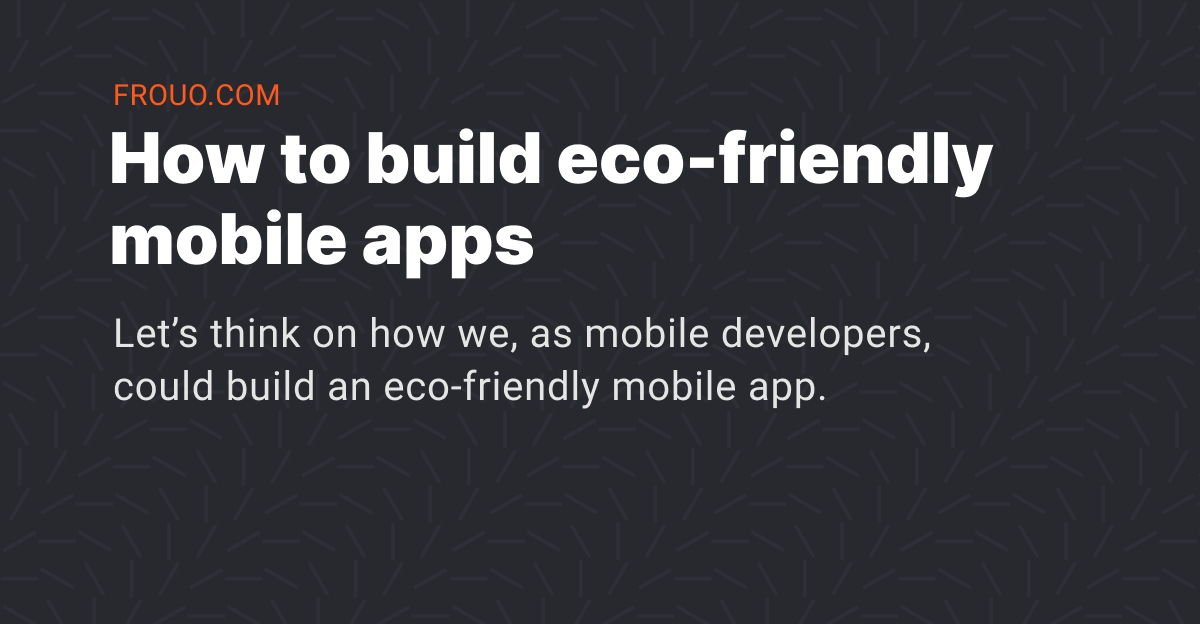 FROUO.COM
How to build eco-friendly
mobile apps
Let’s think on how we, as mobile developers,
could build an eco-friendly mobile app.